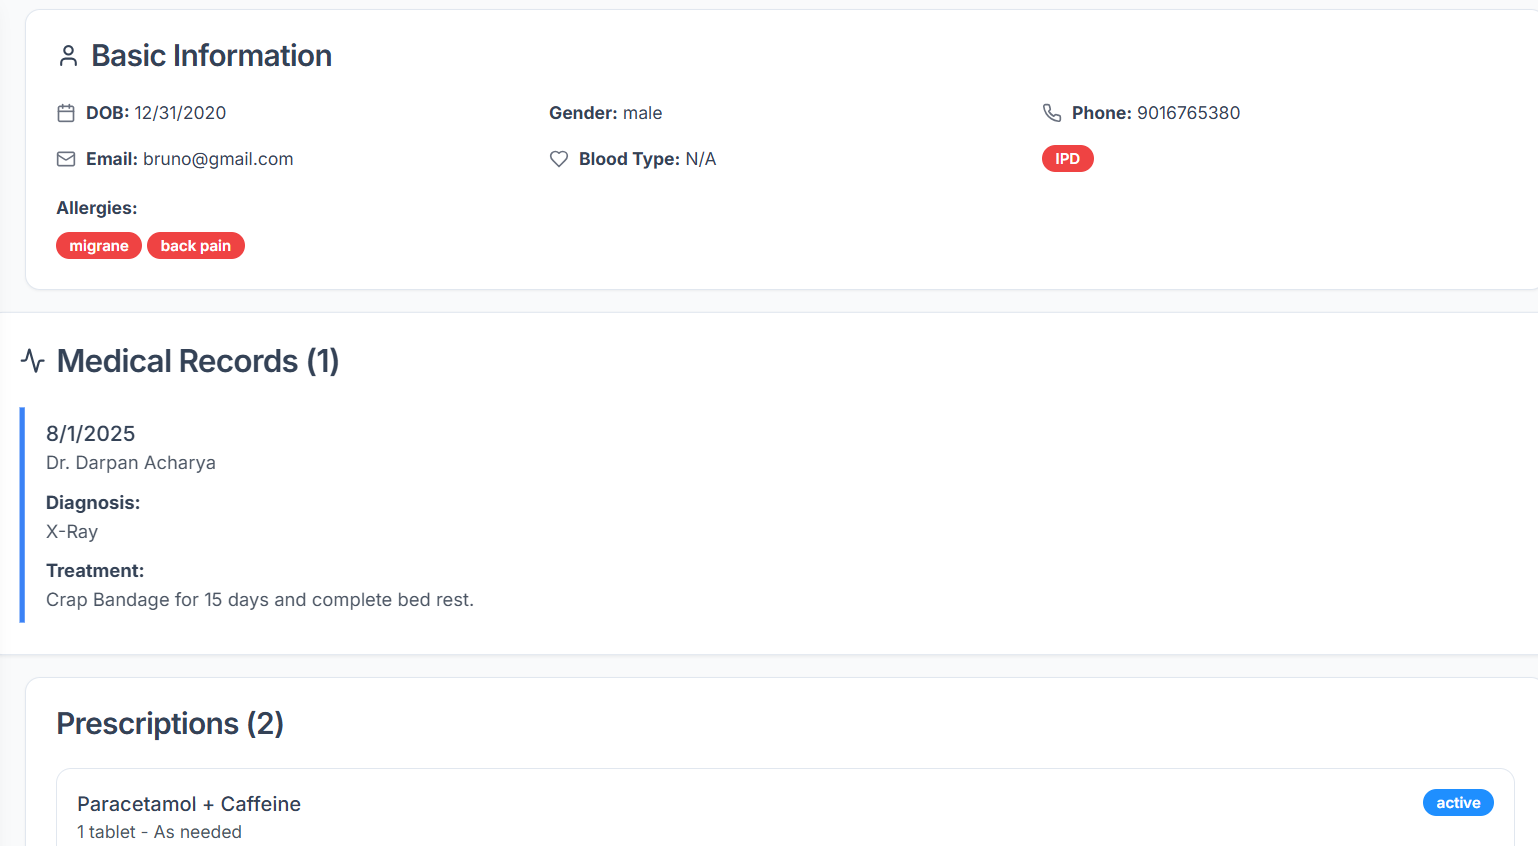 Basic Information
DOB: 12/31/2020
Gender: male
Phone: 9016765380
Email: bruno@gmail.com
Blood Type: N/A
IPD
Allergies:
migrane
back pain
Medical Records (1)
8/1/2025
Dr. Darpan Acharya
Diagnosis:
X-Ray
Treatment:
Crap Bandage for 15 days and complete bed rest.
Prescriptions (2)
Paracetamol + Caffeine
active
1 tablet - As needed